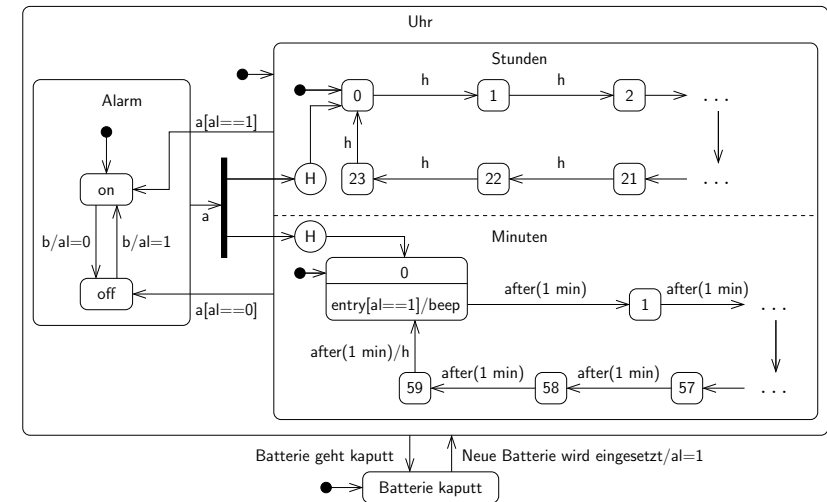 Uhr
Stunden
Alarm
h
h
0
1
2
. . .
a[al==1]
h
on
H
23
h
22
h
21
. . .
a
b/al=0
b/al=1
H
Minuten
0
off
entry[al==1]/beep
after(1 min)
1
after(1 min)
. . .
a[al==0]
after(1 min)/h
59
after(1 min)
58
after(1 min)
57
. . .
Batterie geht kaputt
Neue Batterie wird eingesetzt/al=1
Batterie kaputt